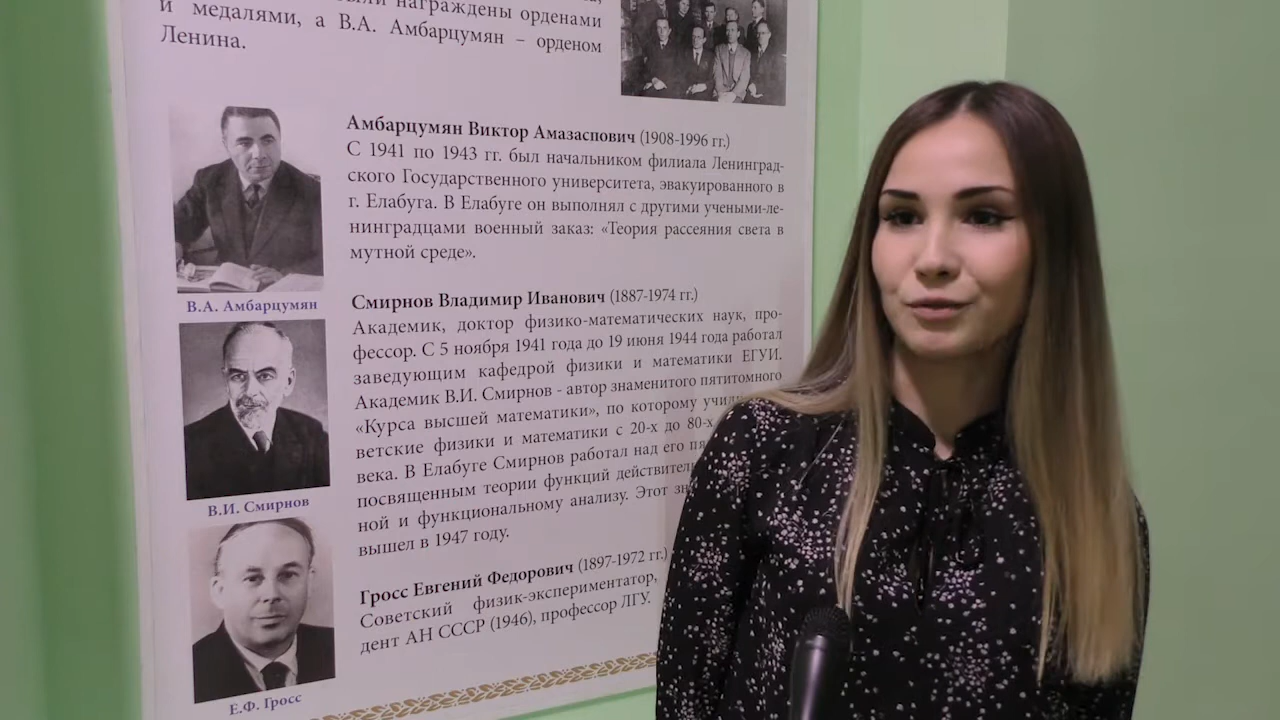 награждены орденами
и медалями, а В.А. Амбарцумян – орденом
Ленина.
Амбарцумян Виктор Амазаспович (1908-1996 гг.)
С 1941 по 1943 гг. был начальником филиала Ленинград-
ского Государственного университета, эвакуированного в
г. Елабуга. В Елабуге он выполнял с другими учеными-ле-
нинградцами военный заказ: «Теория рассеяния света в
мутной среде».
В.А. Амбарцумян
Смирнов Владимир Иванович (1887-1974 гг.)
Академик, доктор физико-математических наук, про-
фессор. С 5 ноября 1941 года до 19 июня 1944 года работал
заведующим кафедрой физики и математики ЕГУИ.
Академик В.И. Смирнов - автор знаменитого пятитомного
«Курса высшей математики», по которому учи
ветские физики и математики с 20-х до 80-х
века. В Елабуге Смирнов работал над его
посвященным теории функций действитель
ной и функциональному анализу. Этот
вышел в 1947 году.
В.И. Смирнов
Гросс Евгений Федорович (1897-1972 гг.)
Советский физик-экспериментатор,
дент АН СССР (1946), профессор ЛГУ.
Е.Ф. Гросс